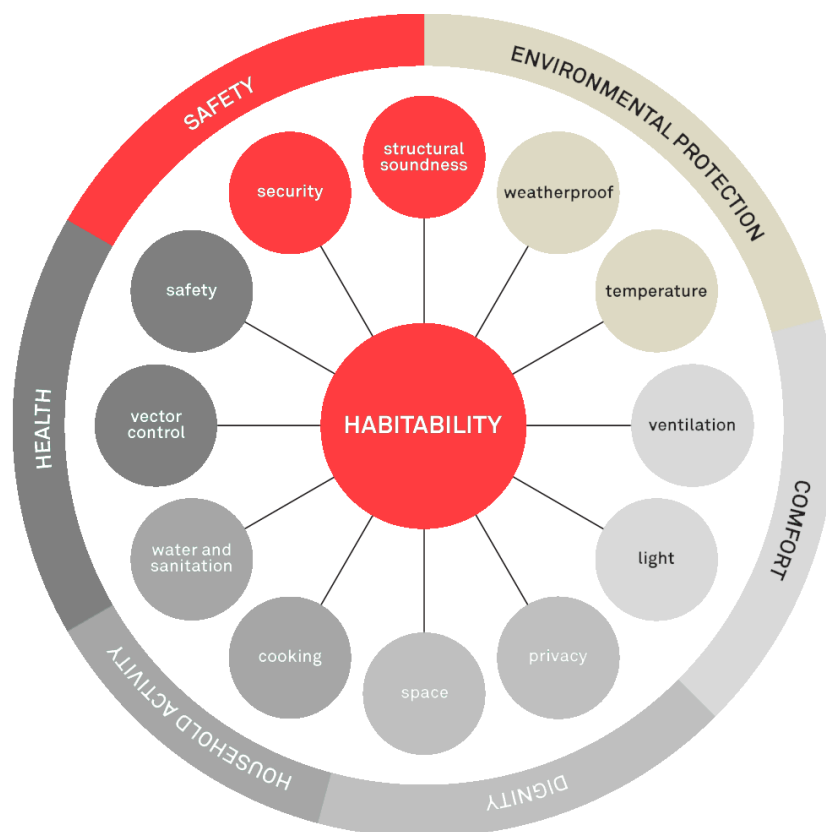 SAFETY
ENVIRONMENTAL PROTECTION
structural
soundness
security
weatherproof
safety
temperature
HEALTH
vector
control
HABITABILITY
ventilation
COMFORT
water and
sanitation
light
cooking
privacy
space
HOUSEHOLD ACTIVITY
DIGNITY